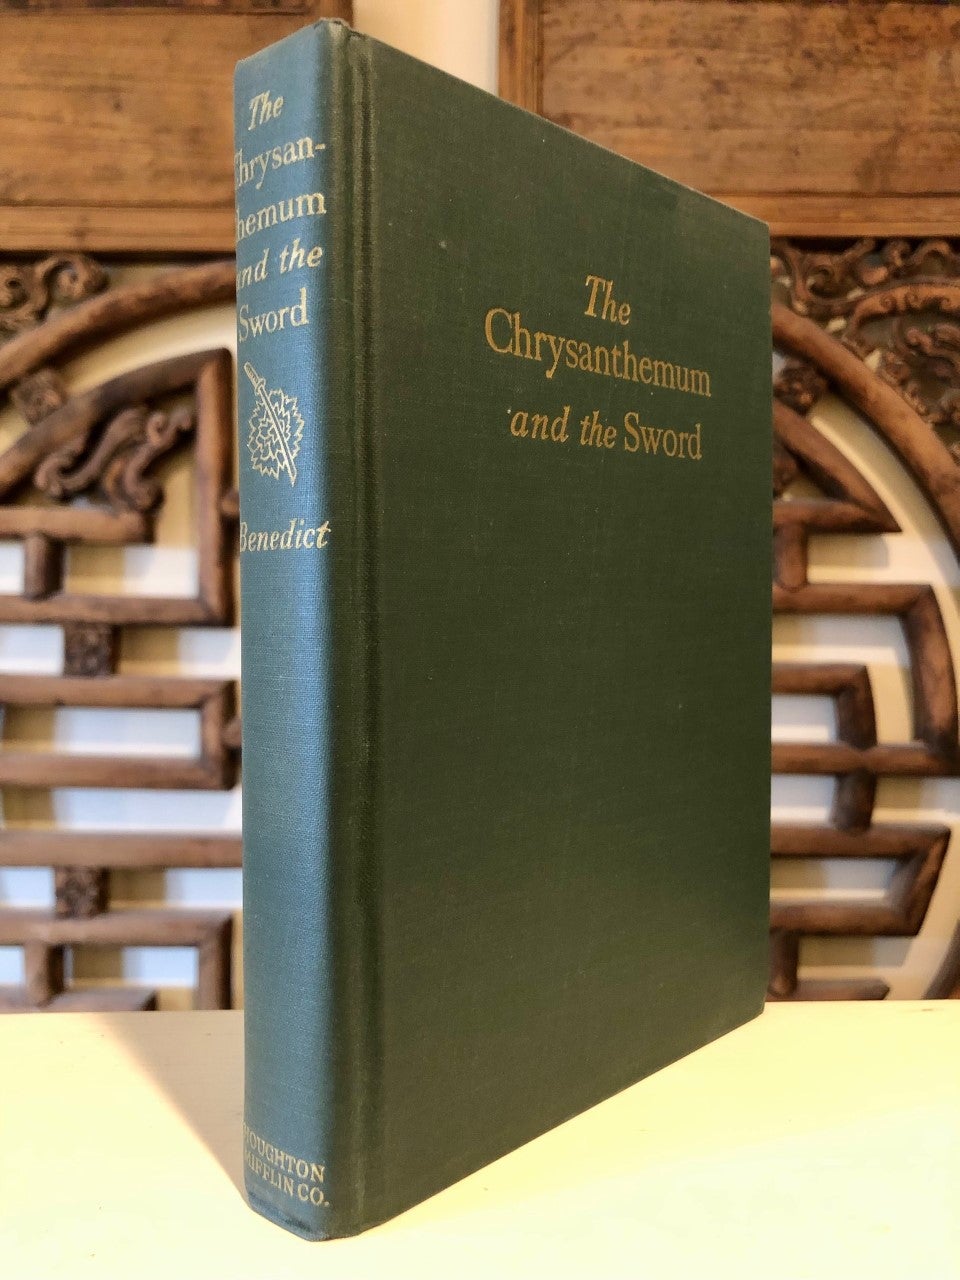 The
Chrysan-
themum
and the
Sword
Benedict
HOUGHTON
MIFFLIN CO.
The
Chrysanthemum
and the Sword